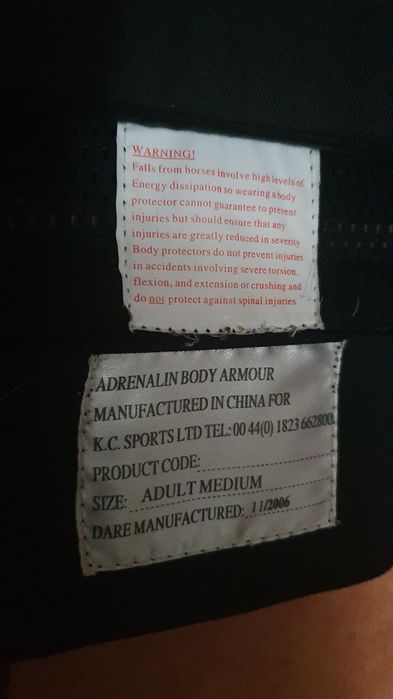 WARNING!
Falls from horses involve high levels of
Energy dissipation so wearing a body
protector cannot guarantee to prevent
injuries but should ensure that any
injuries are greatly reduced in severity
Body protectors do not prevent injuries
in accidents involving severe torsion,
flexion, and extension or crushing and
do not protect against spinal injuries.
ADRENALIN BODY ARMOUR
MANUFACTURED IN CHINA FOR
K.C. SPORTS LTD TEL: 00 44(0) 1823 662800
PRODUCT CODE:
SIZE: ADULT MEDIUM
DARE MANUFACTURED: 11/2006